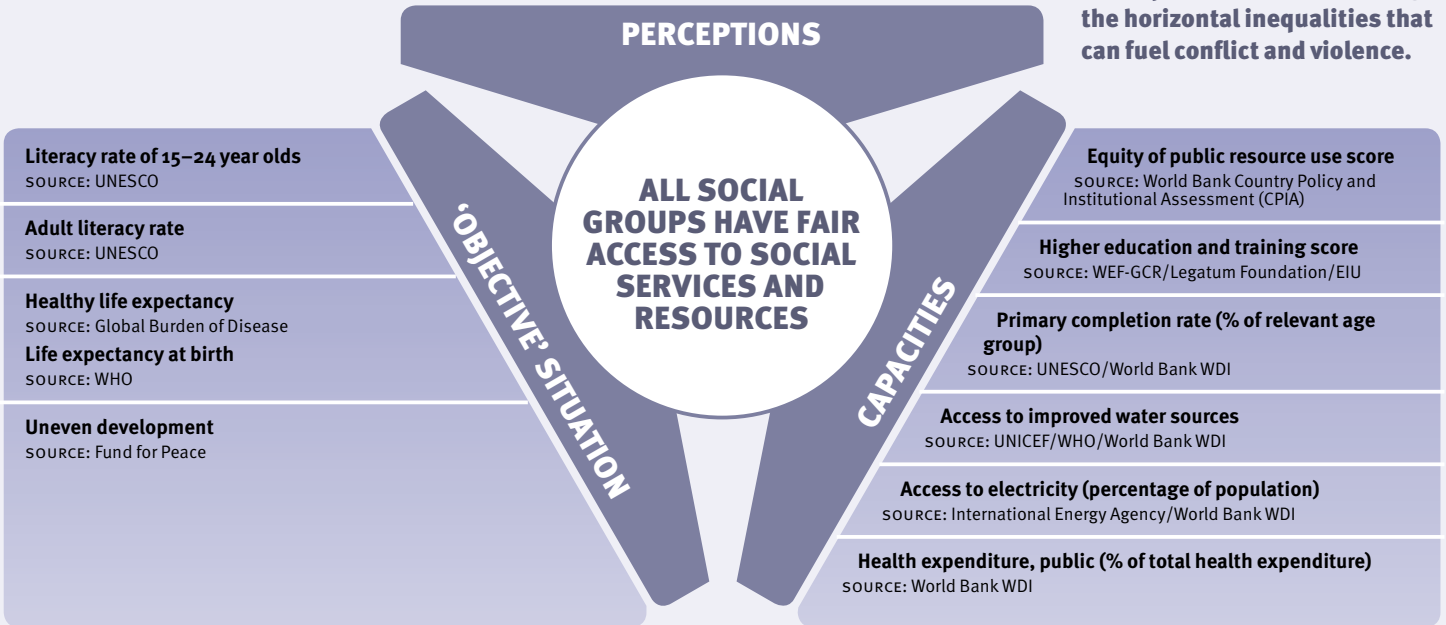 the horizontal inequalities that
can fuel conflict and violence.
PERCEPTIONS
ALL SOCIAL
GROUPS HAVE FAIR
ACCESS TO SOCIAL
SERVICES AND
RESOURCES
‘OBJECTIVE’ SITUATION
Literacy rate of 15–24 year olds
SOURCE: UNESCO
Adult literacy rate
SOURCE: UNESCO
Healthy life expectancy
SOURCE: Global Burden of Disease
Life expectancy at birth
SOURCE: WHO
Uneven development
SOURCE: Fund for Peace
CAPACITIES
Equity of public resource use score
SOURCE: World Bank Country Policy and
Institutional Assessment (CPIA)
Higher education and training score
SOURCE: WEF-GCR/Legatum Foundation/EIU
Primary completion rate (% of relevant age
group)
SOURCE: UNESCO/World Bank WDI
Access to improved water sources
SOURCE: UNICEF/WHO/World Bank WDI
Access to electricity (percentage of population)
SOURCE: International Energy Agency/World Bank WDI
Health expenditure, public (% of total health expenditure)
SOURCE: World Bank WDI